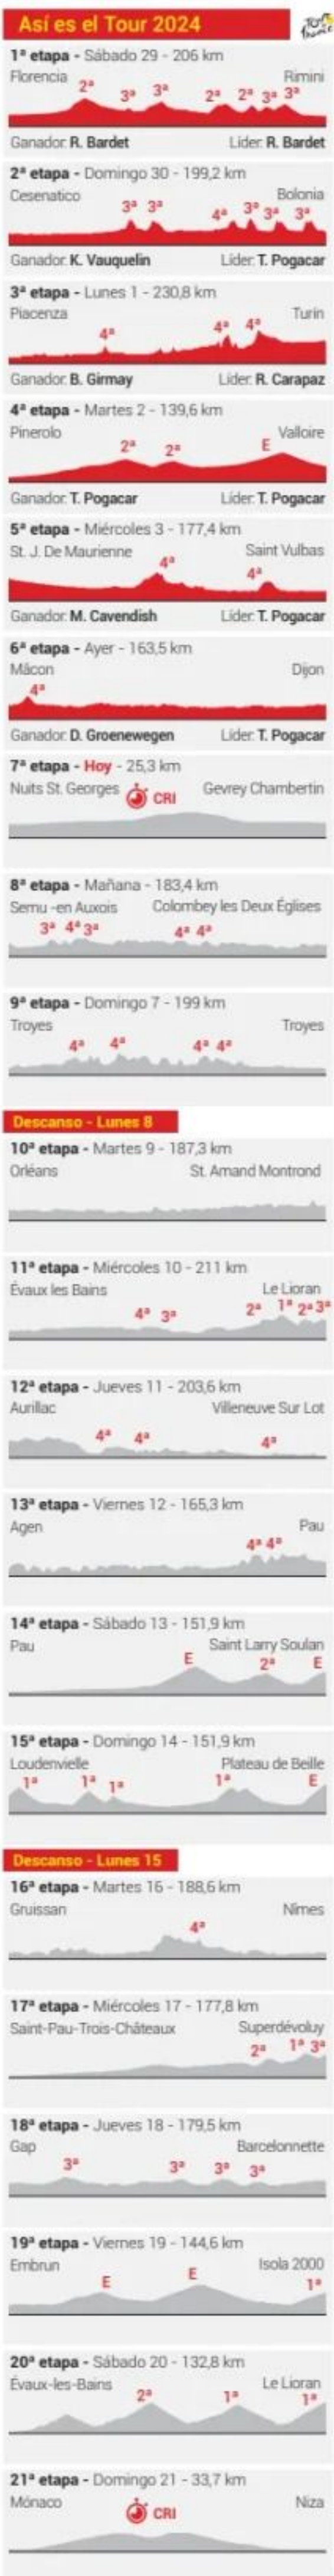 Así es el Tour 2024
Tour de france
1ª etapa - Sábado 29 - 206 km
Florencia Rimini
2ª 3ª 3ª 2ª 2ª 3ª 3ª
Ganador: R. Bardet Líder: R. Bardet
2ª etapa - Domingo 30 - 199,2 km
Cesenatico Bolonia
3ª 3ª 4ª 3ª 3ª 3ª
Ganador: K. Vauquelin Líder: T. Pogacar
3ª etapa - Lunes 1 - 230,8 km
Piacenza Turín
4ª 4ª 4ª
Ganador: B. Girmay Líder: R. Carapaz
4ª etapa - Martes 2 - 139,6 km
Pinerolo Valloire
2ª 2ª E
Ganador: T. Pogacar Líder: T. Pogacar
5ª etapa - Miércoles 3 - 177,4 km
St. J. De Maurienne Saint Vulbas
4ª 4ª
Ganador: M. Cavendish Líder: T. Pogacar
6ª etapa - Ayer - 163,5 km
Mâcon Dijon
4ª
Ganador: D. Groenewegen Líder: T. Pogacar
7ª etapa - Hoy - 25,3 km
Nuits St. Georges CRI Gevrey Chambertin
8ª etapa - Mañana - 183,4 km
Semu -en Auxois Colombey les Deux Églises
3ª 4ª 3ª 4ª 4ª
9ª etapa - Domingo 7 - 199 km
Troyes Troyes
4ª 4ª 4ª 4ª
Descanso - Lunes 8
10ª etapa - Martes 9 - 187,3 km
Orléans St. Amand Montrond
11ª etapa - Miércoles 10 - 211 km
Évaux les Bains Le Lioran
4ª 3ª 2ª 1ª 2ª 3ª
12ª etapa - Jueves 11 - 203,6 km
Aurillac Villeneuve Sur Lot
4ª 4ª 4ª
13ª etapa - Viernes 12 - 165,3 km
Agen Pau
4ª 4ª
14ª etapa - Sábado 13 - 151,9 km
Pau Saint Larry Soulan
E 2ª E
15ª etapa - Domingo 14 - 151,9 km
Loudenvielle Plateau de Beille
1ª 1ª 1ª 1ª E
Descanso - Lunes 15
16ª etapa - Martes 16 - 188,6 km
Gruissan Nîmes
4ª
17ª etapa - Miércoles 17 - 177,8 km
Saint-Pau-Trois-Châteaux Superdévoluy
2ª 1ª 3ª
18ª etapa - Jueves 18 - 179,5 km
Gap Barcelonnette
3ª 3ª 3ª 3ª
19ª etapa - Viernes 19 - 144,6 km
Embrun Isola 2000
E E 1ª
20ª etapa - Sábado 20 - 132,8 km
Évaux-les-Bains Le Lioran
2ª 1ª 1ª
21ª etapa - Domingo 21 - 33,7 km
Mónaco CRI Niza